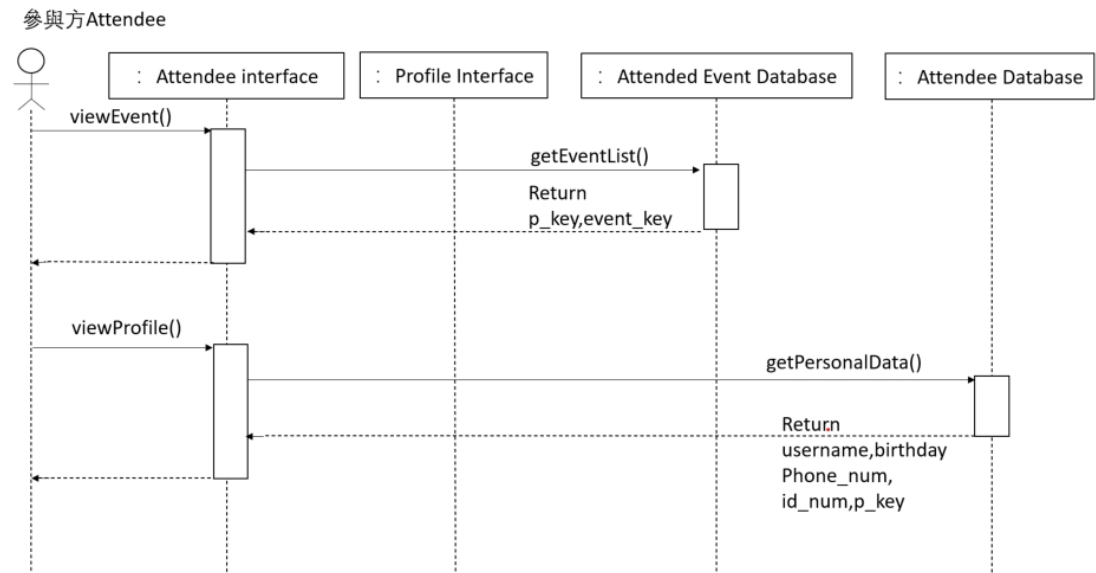 參與方Attendee
: Attendee interface
: Profile Interface
: Attended Event Database
: Attendee Database
viewEvent()
getEventList()
Return
p_key,event_key
viewProfile()
getPersonalData()
Return
username,birthday
Phone_num,
id_num,p_key